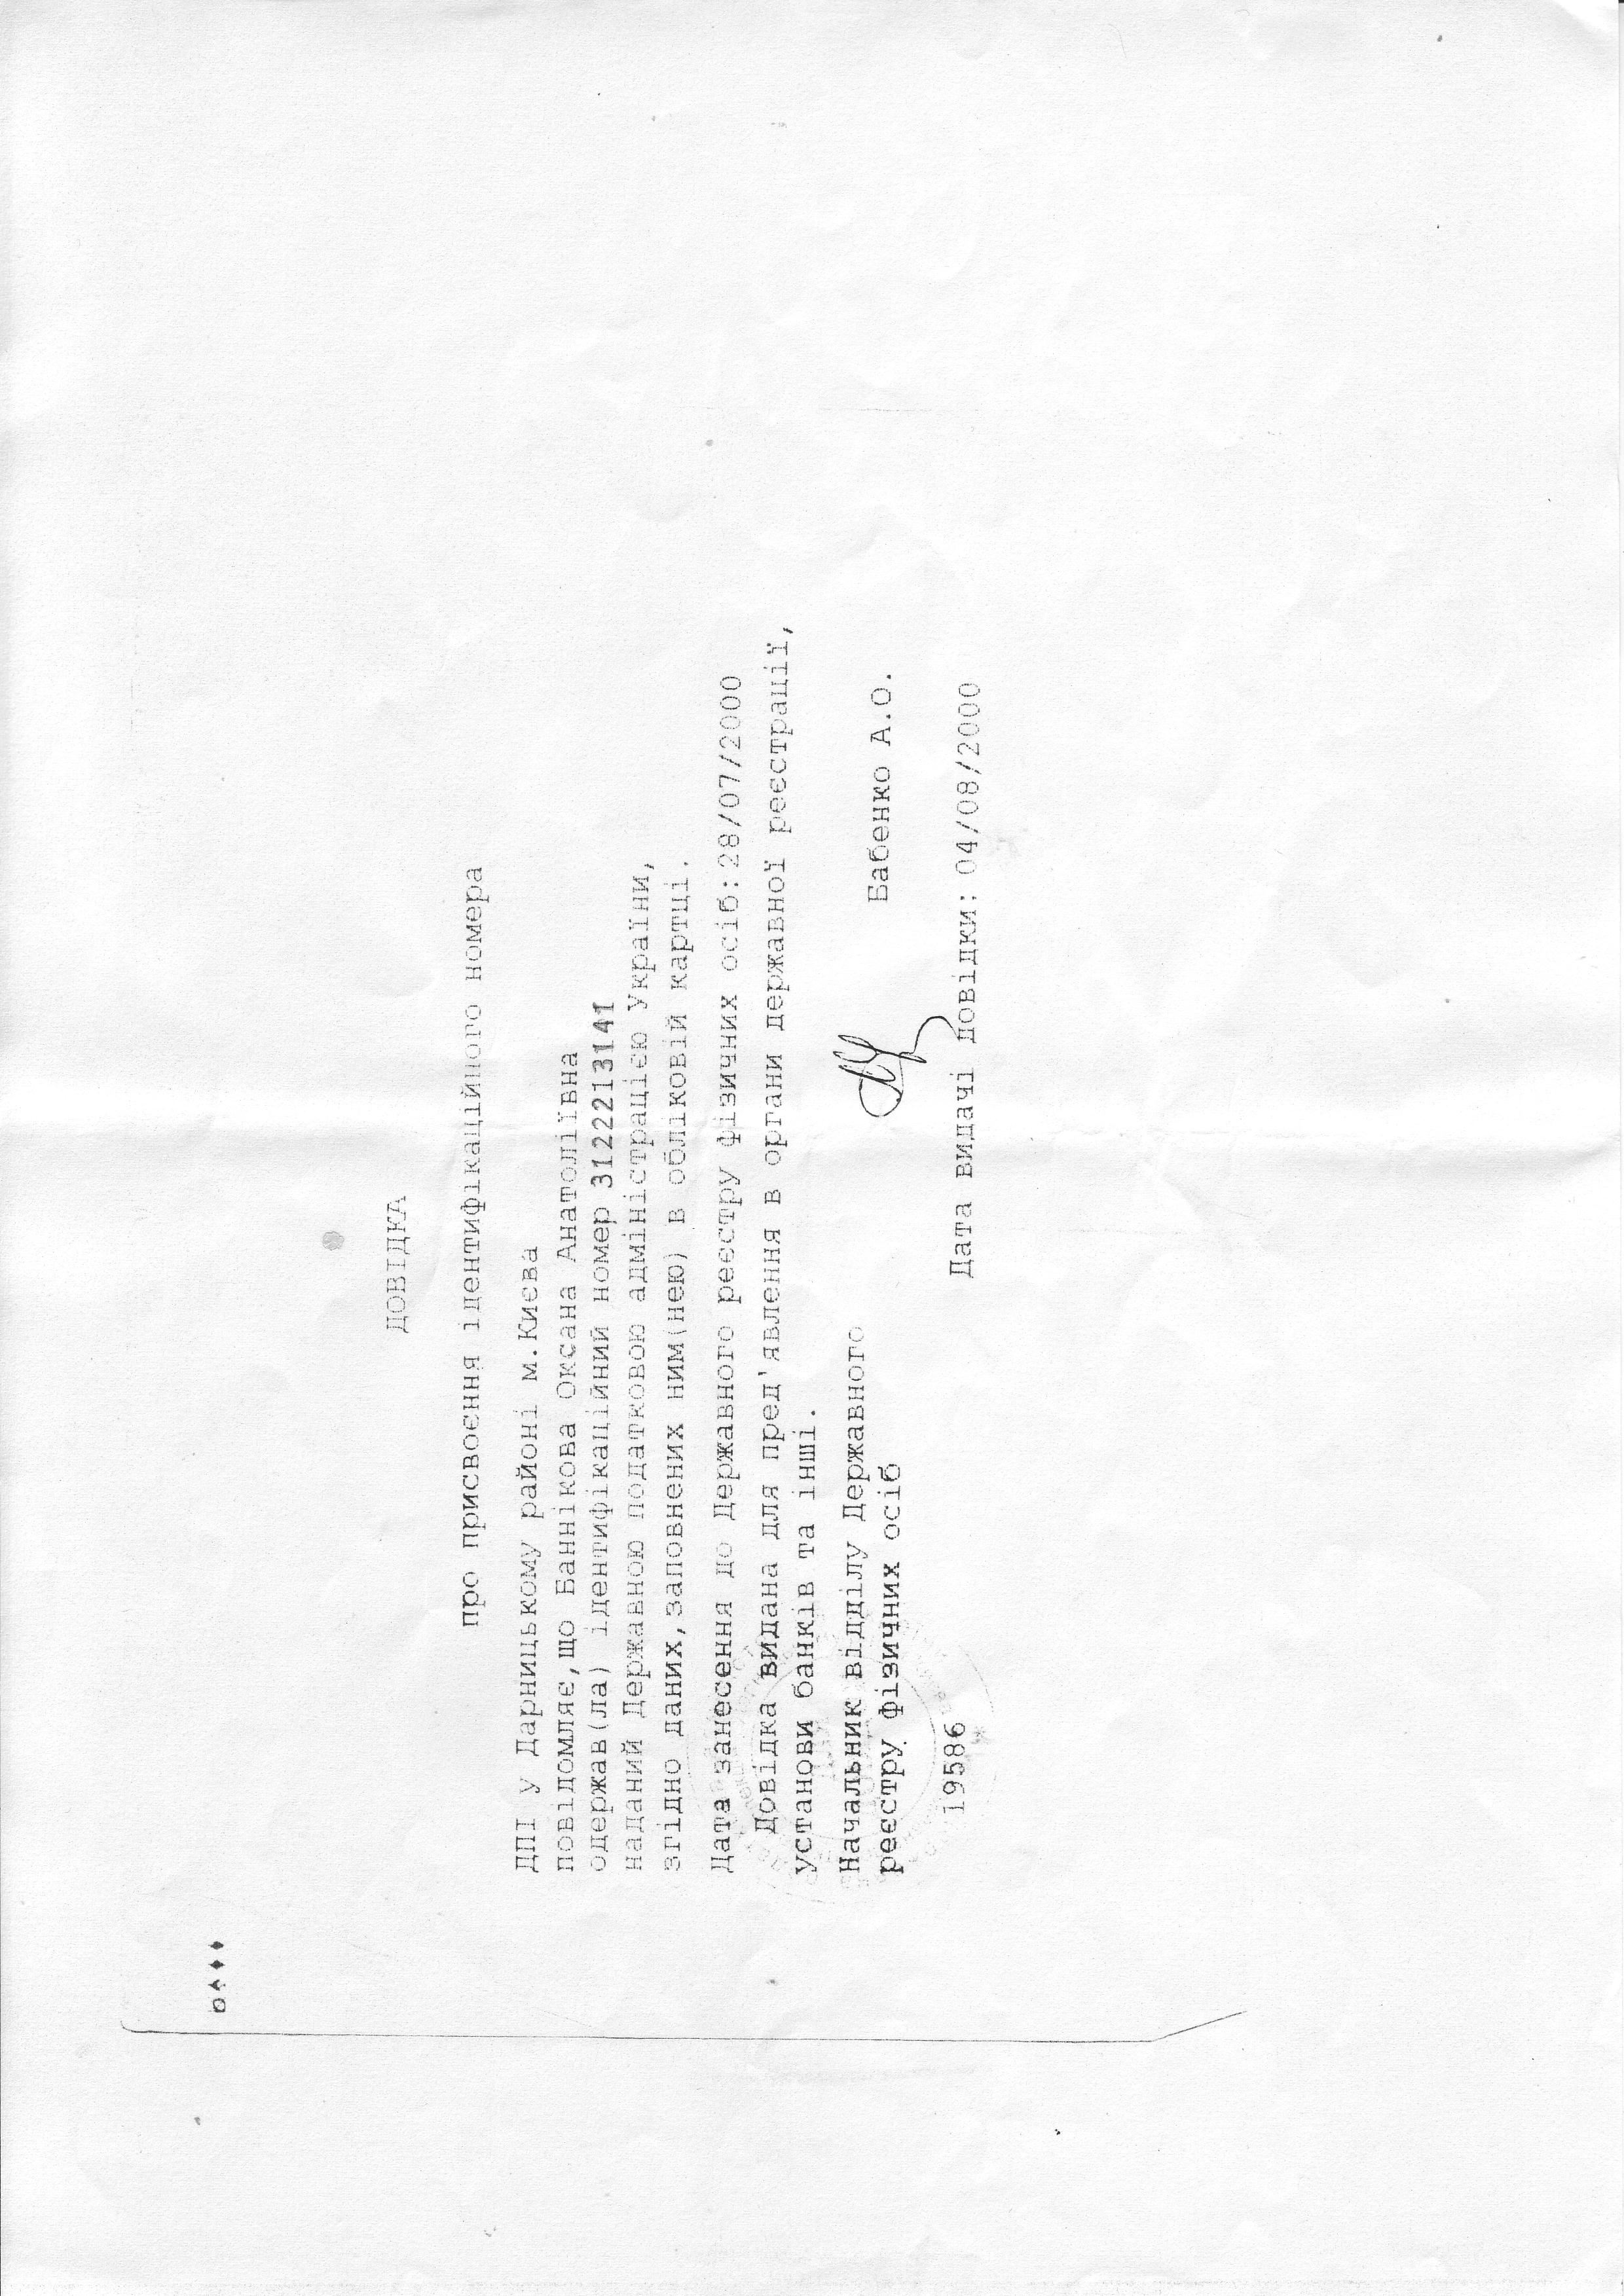 ДОВІДКА
про присвоєння ідентифікаційного номера
ДПІ у Дарницькому районі м.Києва
повідомляє,що Баннікова Оксана Анатоліївна
одержав(ла) ідентифікаційний номер 3122213141
наданий Державною податковою адміністрацією України,
згідно даних,заповнених ним(нею) в обліковій картці.
Дата занесення до Державного реєстру фізичних осіб:28/07/2000
Довідка видана для пред'явлення в органи державної реєстрації,
установи банків та інші.
Начальник відділу Державного
реєстру фізичних осіб
Бабенко А.О.
19586
Дата видачі довідки: 04/08/2000